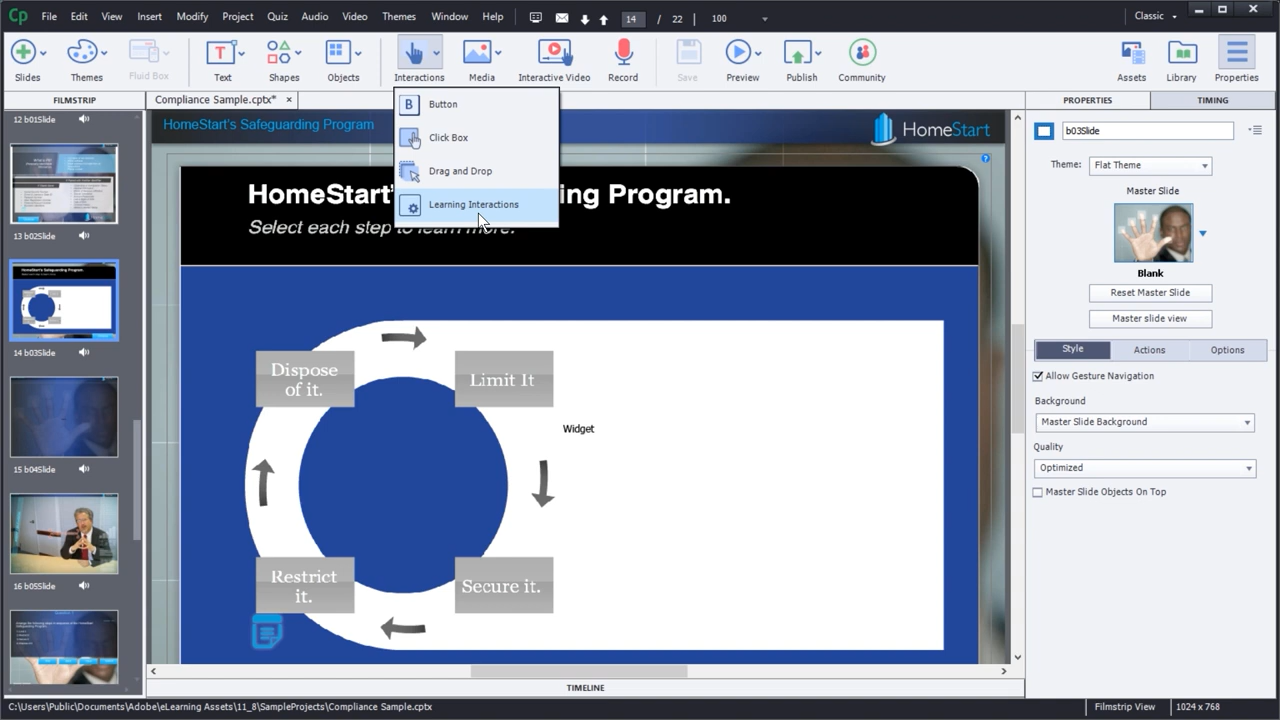 Cp File Edit View Insert Modify Project Quiz Audio Video Themes Window Help 14 / 22 100 Classic
Slides Themes Fluid Box Text Shapes Objects Interactions Media Interactive Video Record Save Preview Publish Community Assets Library Properties
FILMSTRIP
Compliance Sample.cptx* ×
PROPERTIES
TIMING
12 b01Slide
13 b02Slide
14 b03Slide
15 b04Slide
16 b05Slide
HomeStart's Safeguarding Program
HomeStart
B Button
Click Box
Drag and Drop
Learning Interactions
HomeStart' ing Program.
Select each step to learn more.
Dispose
of it.
Limit It
Widget
Restrict
it.
Secure it.
b03Slide
Theme: Flat Theme
Master Slide
Blank
Reset Master Slide
Master slide view
Style Actions Options
Allow Gesture Navigation
Background
Master Slide Background
Quality
Optimized
Master Slide Objects On Top
TIMELINE
C:\Users\Public\Documents\Adobe\eLearning Assets\11_8\SampleProjects\Compliance Sample.cptx
Filmstrip View
1024 x 768